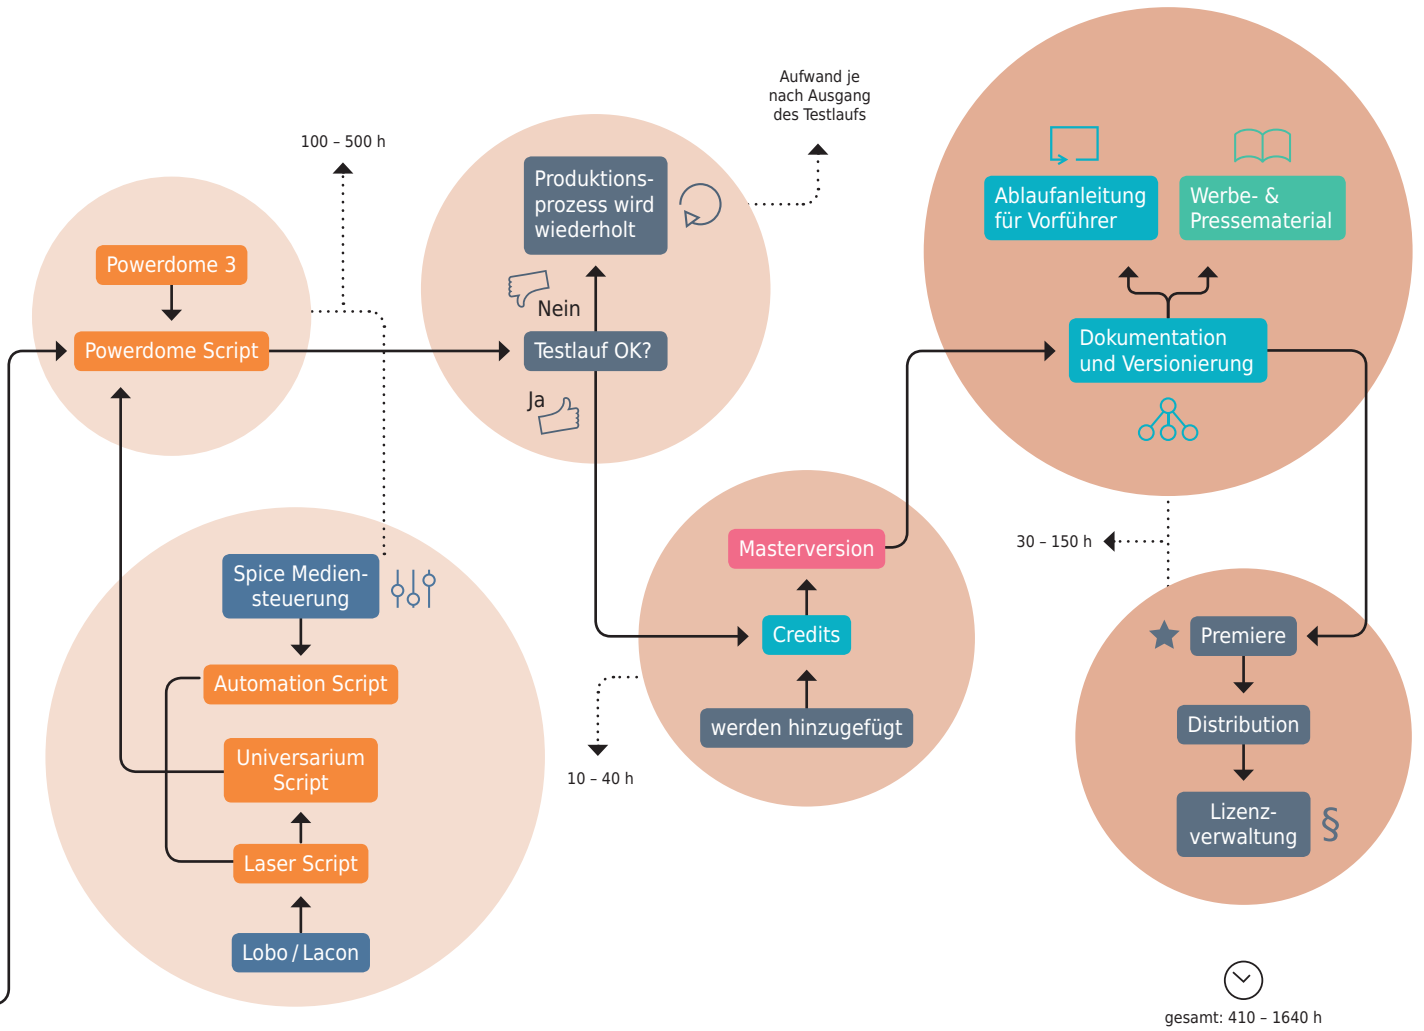 100 – 500 h
Powerdome 3
Powerdome Script
Aufwand je
nach Ausgang
des Testlaufs
Produktions-
prozess wird
wiederholt
Nein
Testlauf OK?
Ja
Spice Medien-
steuerung
Automation Script
Universarium
Script
Laser Script
Lobo / Lacon
Masterversion
Credits
werden hinzugefügt
10 – 40 h
Ablaufanleitung
für Vorführer
Werbe- &
Pressematerial
Dokumentation
und Versionierung
30 – 150 h
Premiere
Distribution
Lizenz-
verwaltung
§
gesamt: 410 – 1640 h